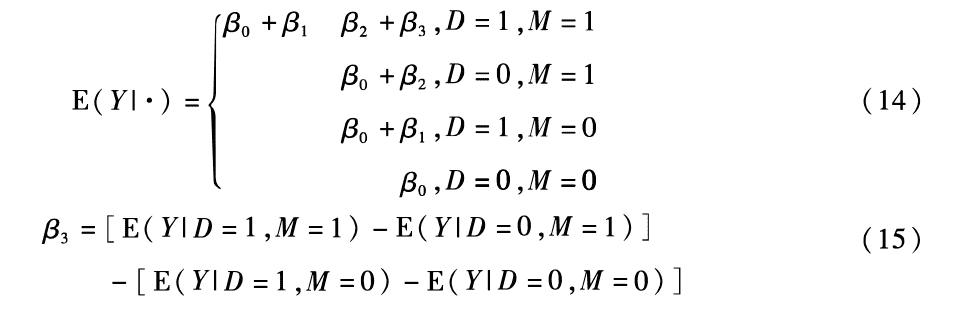 β₀ + β₁ β₂ + β₃, D = 1, M = 1
β₀ + β₂, D = 0, M = 1
E(Y|·) = { (14)
β₀ + β₁, D = 1, M = 0
β₀, D = 0, M = 0
β₃ = [E(Y|D = 1, M = 1) − E(Y|D = 0, M = 1)]
(15)
− [E(Y|D = 1, M = 0) − E(Y|D = 0, M = 0)]